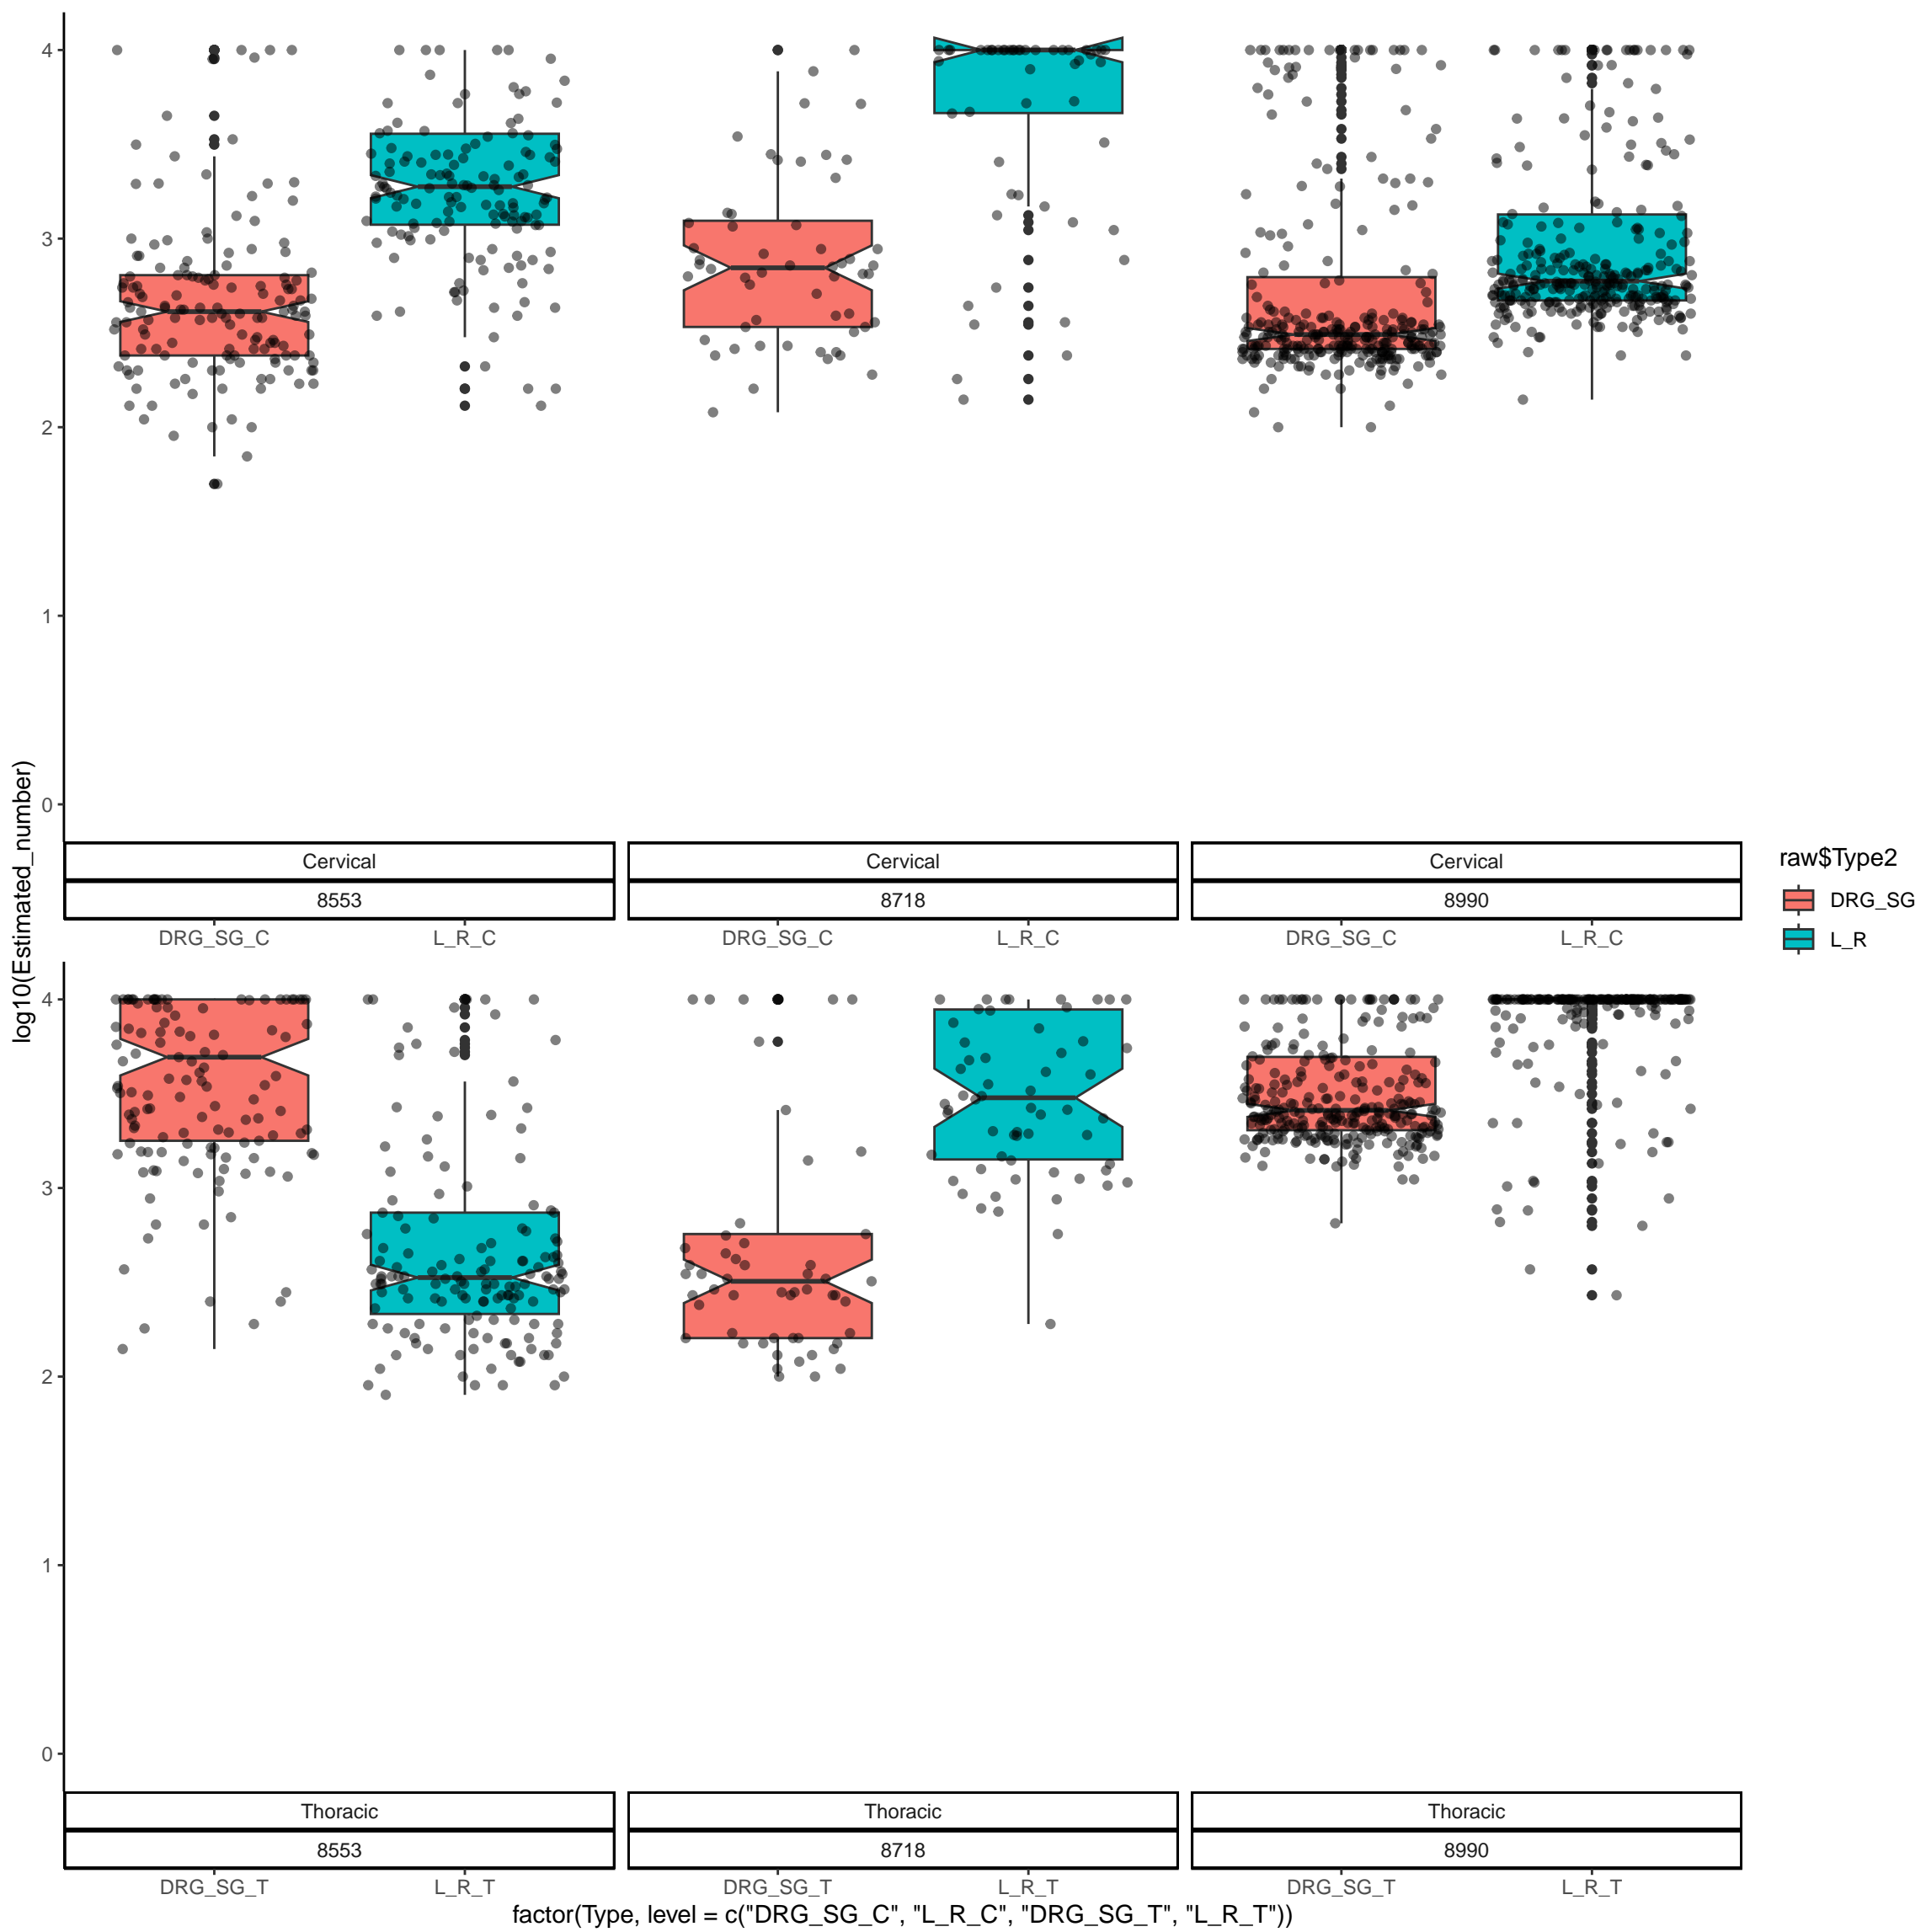 log10(Estimated_number)
4
3
2
1
0
Cervical
Cervical
Cervical
8553
8718
8990
DRG_SG_C
L_R_C
DRG_SG_C
L_R_C
DRG_SG_C
L_R_C
4
3
2
1
0
Thoracic
Thoracic
Thoracic
8553
8718
8990
DRG_SG_T
L_R_T
DRG_SG_T
L_R_T
DRG_SG_T
L_R_T
factor(Type, level = c("DRG_SG_C", "L_R_C", "DRG_SG_T", "L_R_T"))
raw$Type2
DRG_SG
L_R